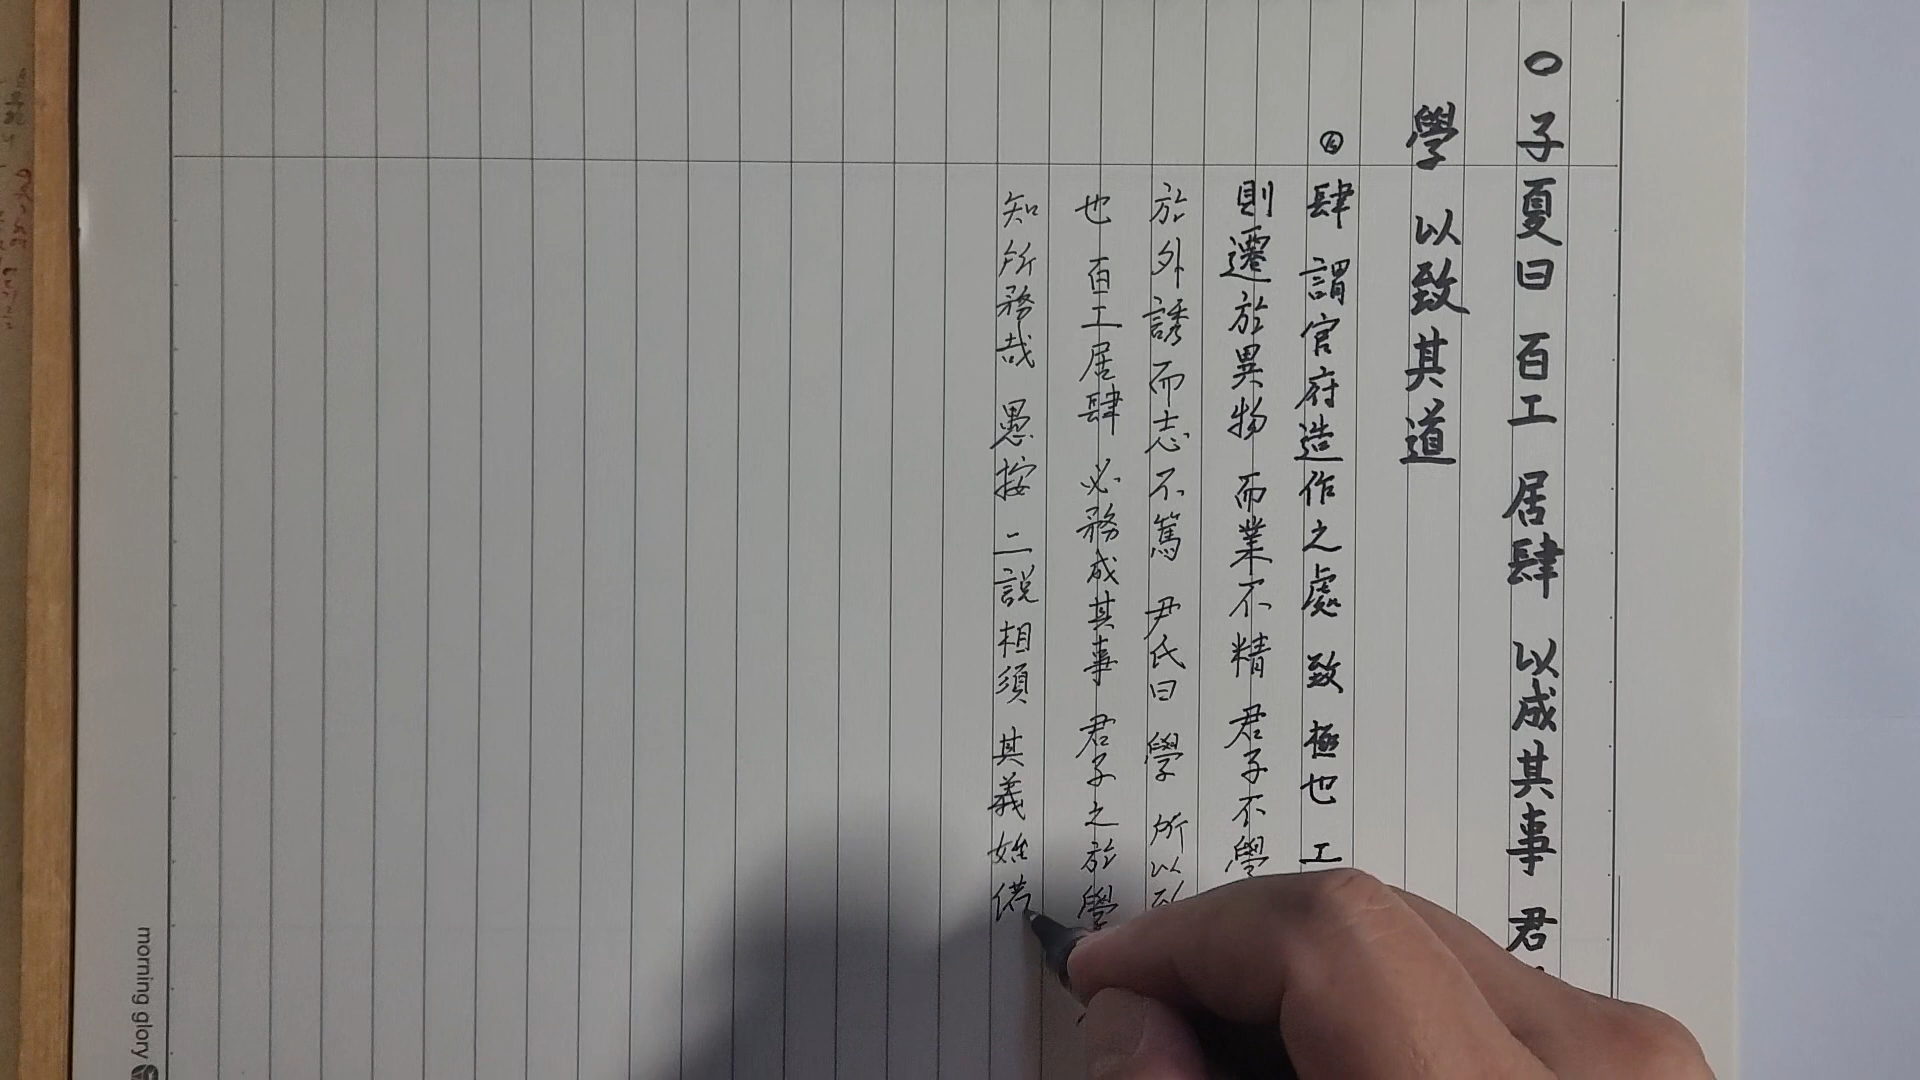 ○子夏曰 百工 居肆 以成其事 君
學 以致其道
肆 謂官府造作之處 致 極也 工
則遷於異物 而業不精 君子不學
於外誘而志不篤 尹氏曰 學 所以
也 百工居肆 必務成其事 君子之於學
知所務哉 愚按 二説相須 其義始
morning glory